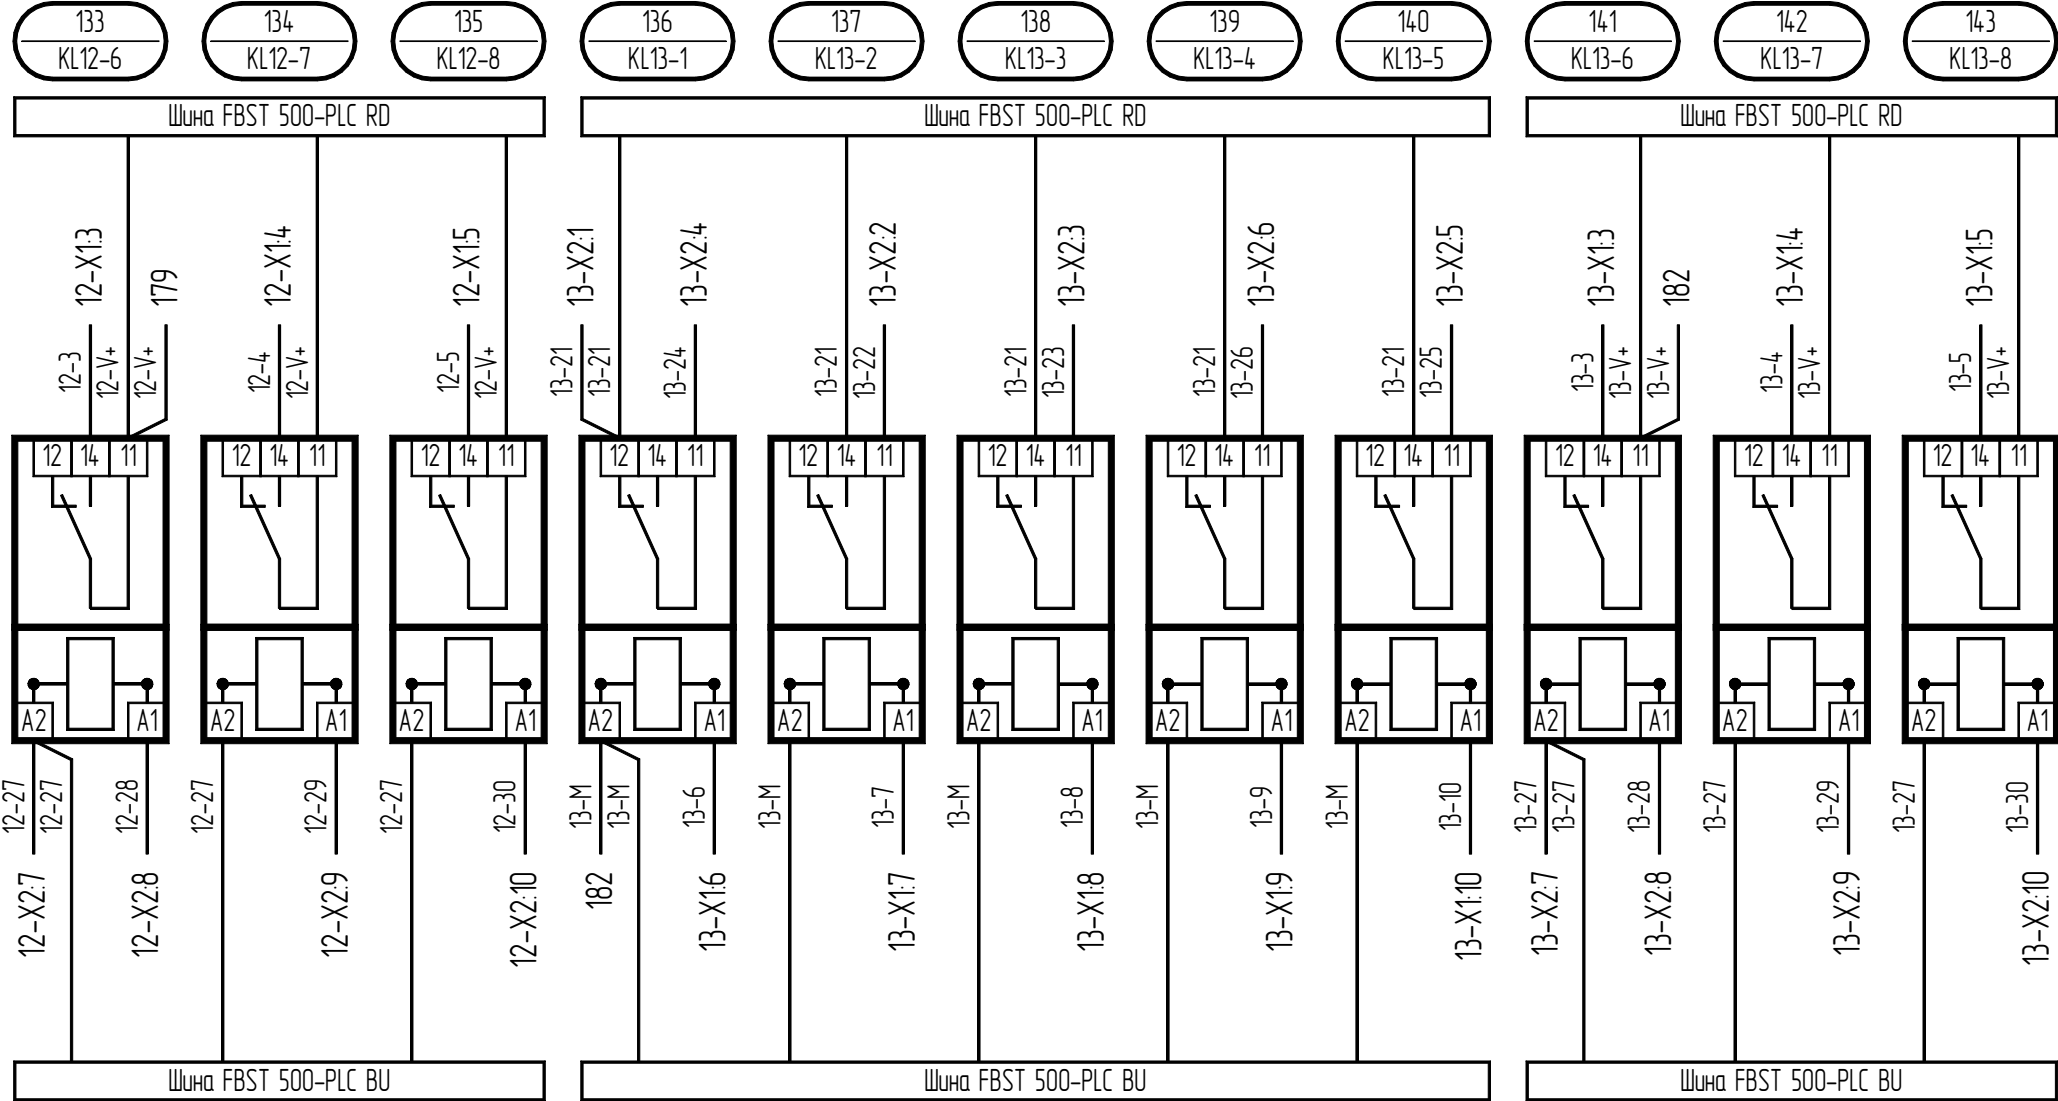 133 134 135 136 137 138 139 140 141 142 143
KL12-6 KL12-7 KL12-8 KL13-1 KL13-2 KL13-3 KL13-4 KL13-5 KL13-6 KL13-7 KL13-8
Шина FBST 500-PLC RD Шина FBST 500-PLC RD Шина FBST 500-PLC RD
12-X1:3 179 12-X1:4 12-X1:5 13-X2:1 13-X2:4 13-X2:2 13-X2:3 13-X2:6 13-X2:5 13-X1:3 182 13-X1:4 13-X1:5
12-3 12-V+ 12-V+ 12-4 12-V+ 12-5 12-V+ 13-21 13-21 13-24 13-21 13-22 13-21 13-23 13-21 13-26 13-21 13-25 13-3 13-V+ 13-V+ 13-4 13-V+ 13-5 13-V+
12 14 11 12 14 11 12 14 11 12 14 11 12 14 11 12 14 11 12 14 11 12 14 11 12 14 11 12 14 11 12 14 11
A2 A1 A2 A1 A2 A1 A2 A1 A2 A1 A2 A1 A2 A1 A2 A1 A2 A1 A2 A1 A2 A1
12-27 12-27 12-28 12-27 12-29 12-27 12-30 13-M 13-M 13-6 13-M 13-7 13-M 13-8 13-M 13-9 13-M 13-10 13-27 13-27 13-28 13-27 13-29 13-27 13-30
12-X2:7 12-X2:8 12-X2:9 12-X2:10 182 13-X1:6 13-X1:7 13-X1:8 13-X1:9 13-X1:10 13-X2:7 13-X2:8 13-X2:9 13-X2:10
Шина FBST 500-PLC BU Шина FBST 500-PLC BU Шина FBST 500-PLC BU